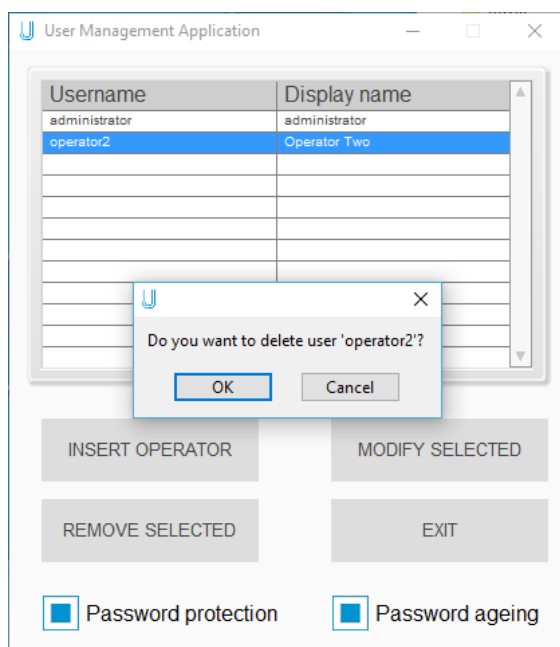 User Management Application
Username Display name
administrator administrator
operator2 Operator Two
Do you want to delete user 'operator2'?
OK Cancel
INSERT OPERATOR MODIFY SELECTED
REMOVE SELECTED EXIT
Password protection Password ageing